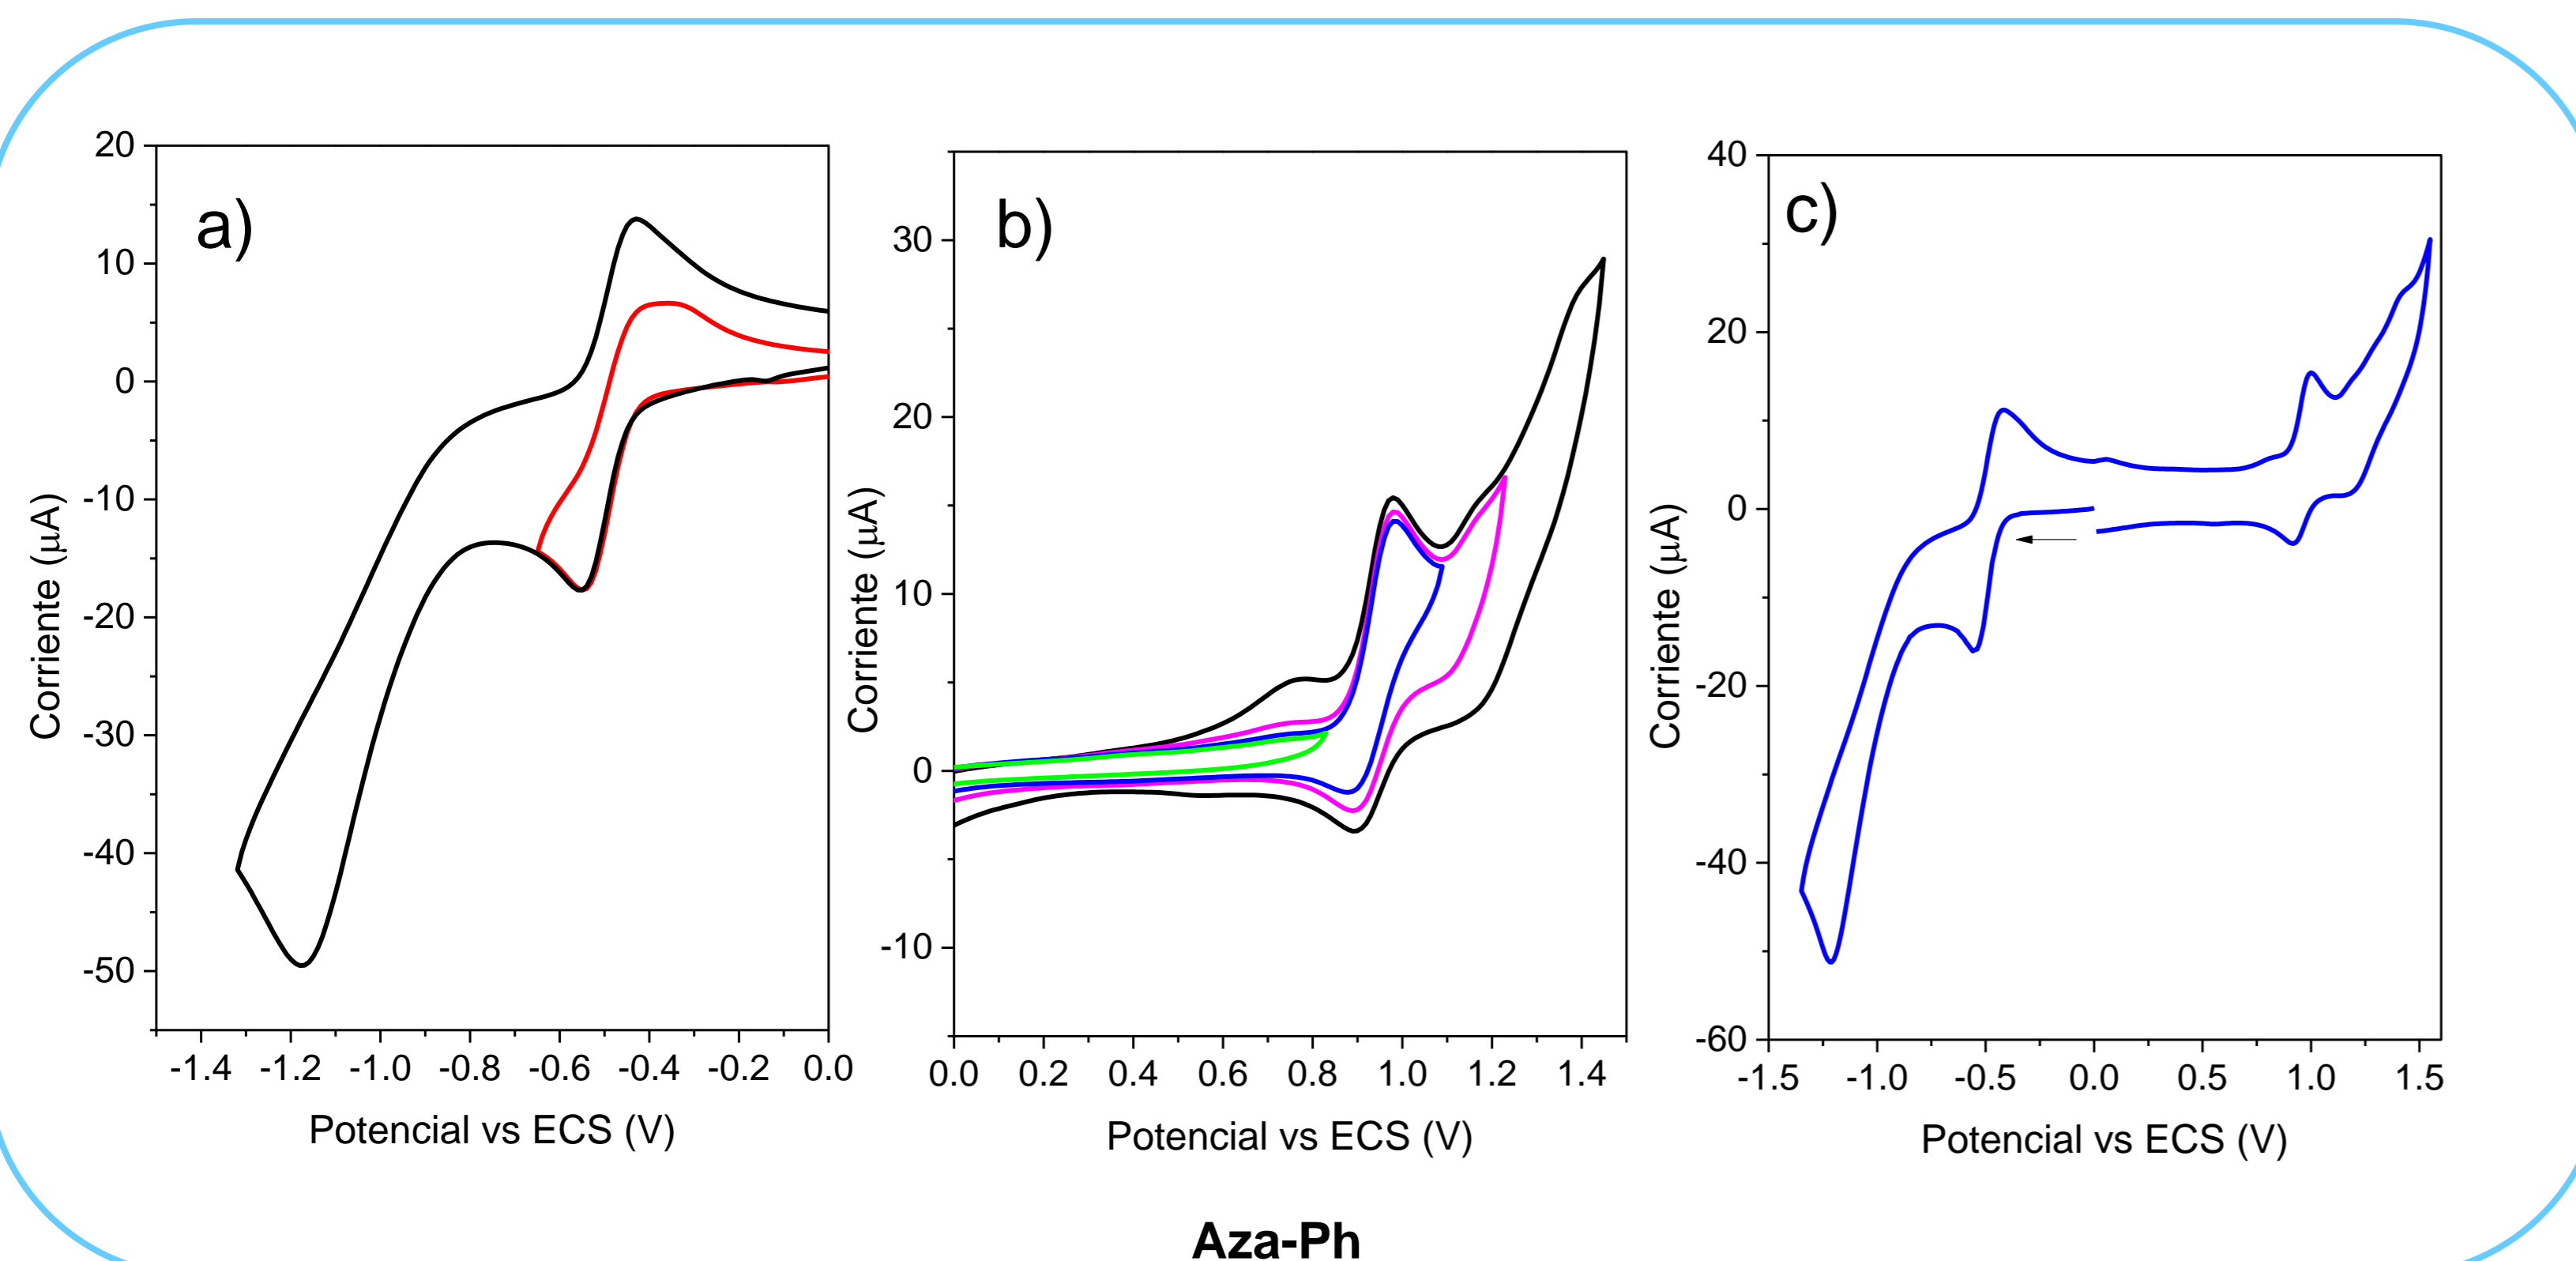 a)
20
10
0
-10
-20
-30
-40
-50
Corriente (μA)
-1.4 -1.2 -1.0 -0.8 -0.6 -0.4 -0.2 0.0
Potencial vs ECS (V)
b)
30
20
10
0
-10
Corriente (μA)
0.0 0.2 0.4 0.6 0.8 1.0 1.2 1.4
Potencial vs ECS (V)
c)
40
20
0
-20
-40
-60
Corriente (μA)
-1.5 -1.0 -0.5 0.0 0.5 1.0 1.5
Potencial vs ECS (V)
Aza-Ph